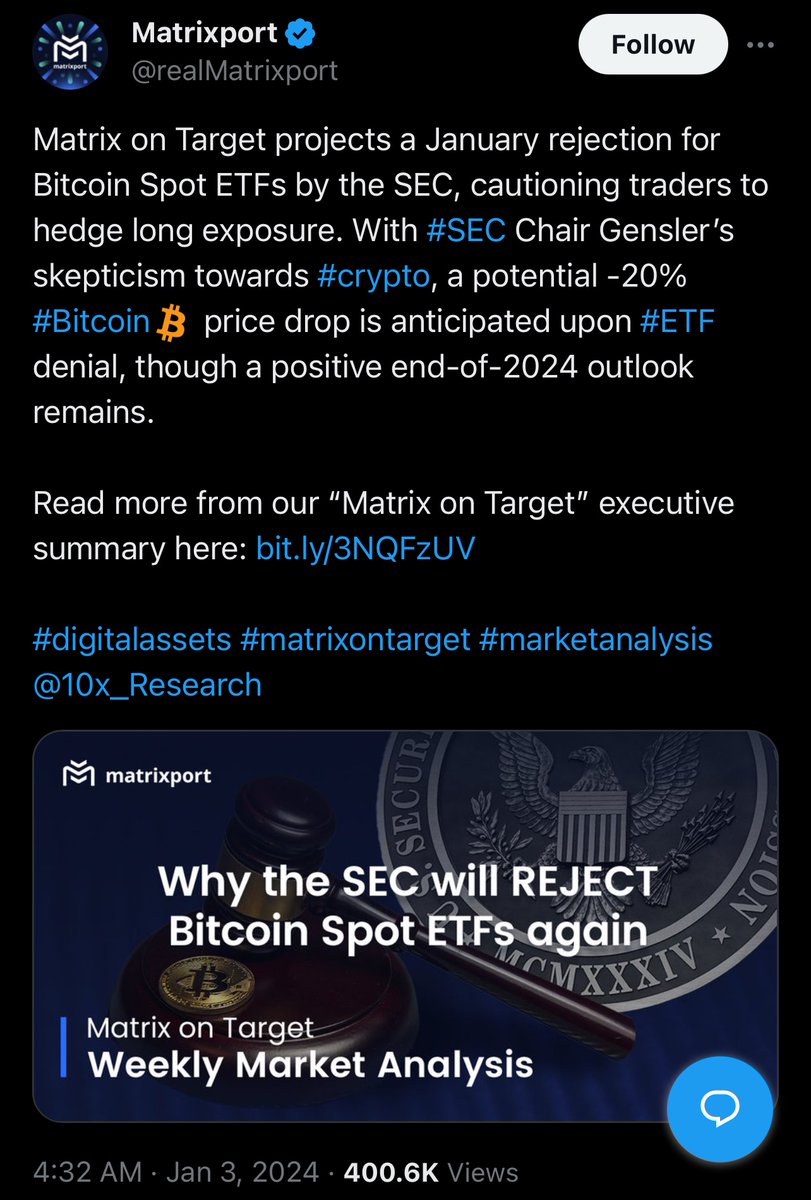 Matrixport
@realMatrixport
Follow
Matrix on Target projects a January rejection for
Bitcoin Spot ETFs by the SEC, cautioning traders to
hedge long exposure. With #SEC Chair Gensler’s
skepticism towards #crypto, a potential -20%
#Bitcoin price drop is anticipated upon #ETF
denial, though a positive end-of-2024 outlook
remains.
Read more from our “Matrix on Target” executive
summary here: bit.ly/3NQFzUV
#digitalassets #matrixontarget #marketanalysis
@10x_Research
matrixport
Why the SEC will REJECT
Bitcoin Spot ETFs again
MCMXXXIV
Matrix on Target
Weekly Market Analysis
4:32 AM · Jan 3, 2024 · 400.6K Views